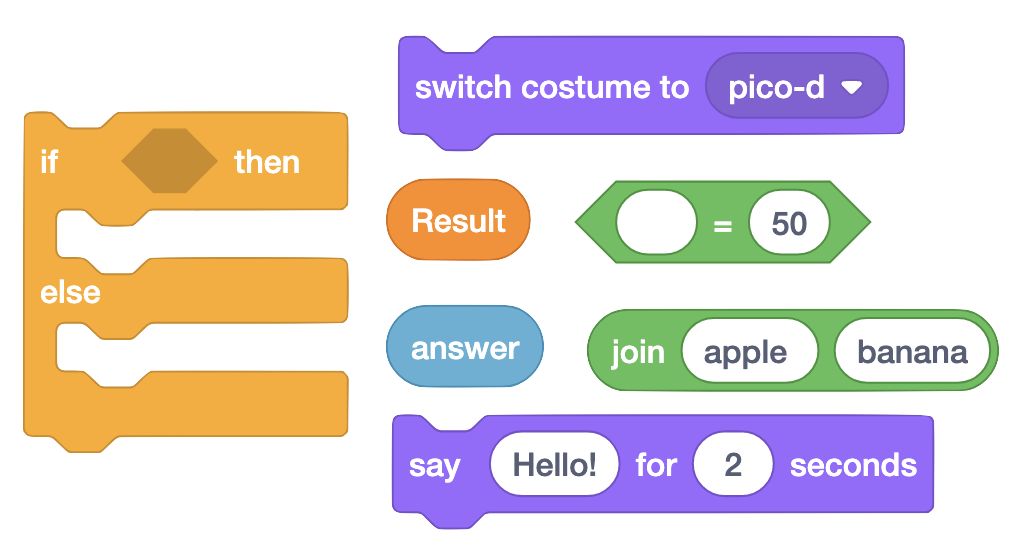 switch costume to pico-d
if then
Result
= 50
else
answer
join apple banana
say Hello! for 2 seconds